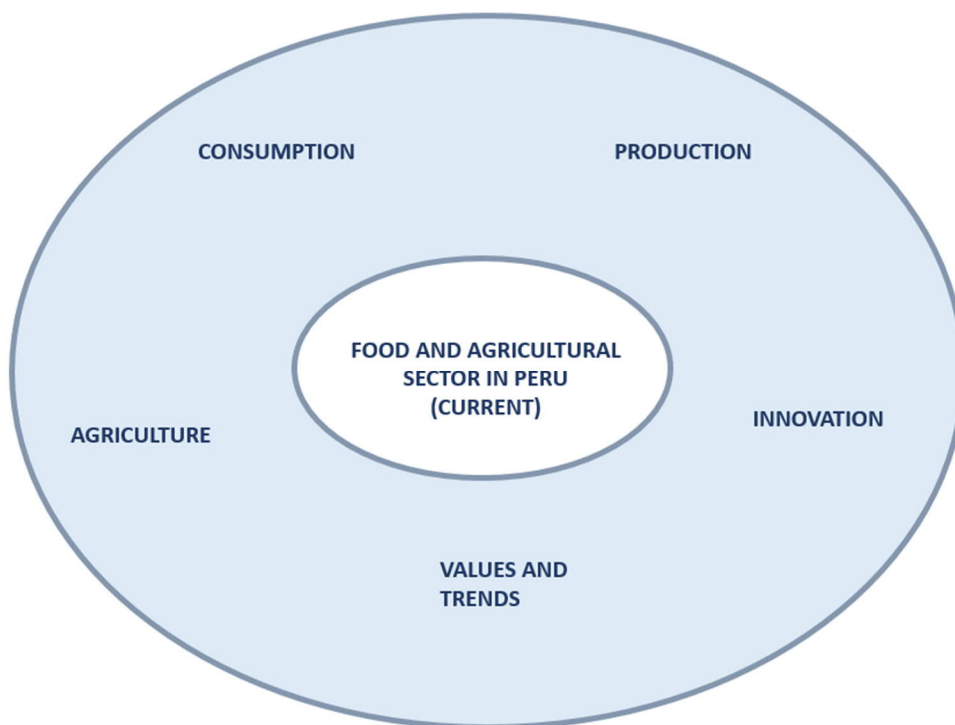 CONSUMPTION
PRODUCTION
FOOD AND AGRICULTURAL
SECTOR IN PERU
(CURRENT)
AGRICULTURE
INNOVATION
VALUES AND
TRENDS